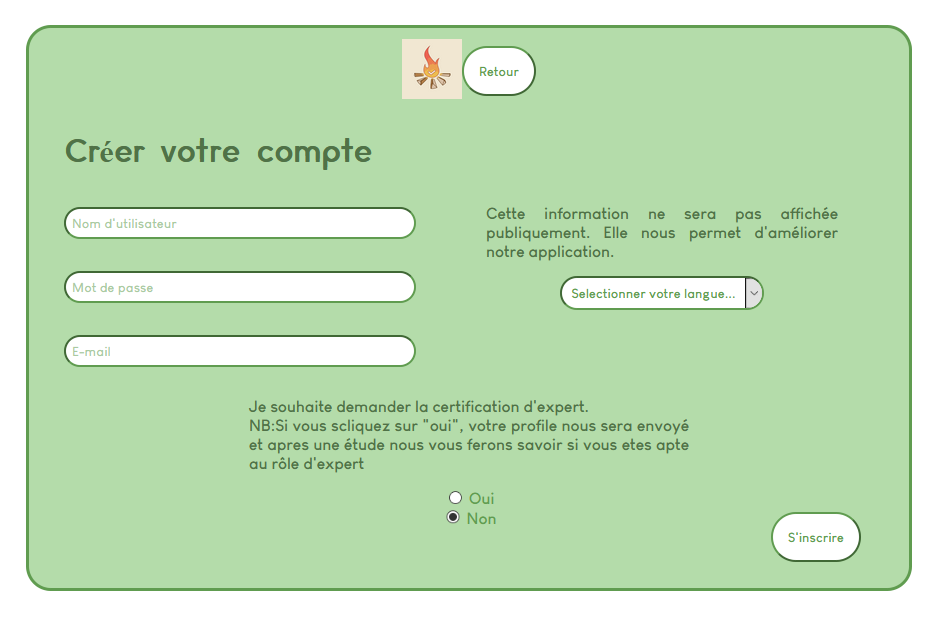 Retour
Créer votre compte
Nom d'utilisateur
Mot de passe
E-mail
Cette information ne sera pas affichée
publiquement. Elle nous permet d'améliorer
notre application.
Selectionner votre langue...
Je souhaite demander la certification d'expert.
NB:Si vous scliquez sur "oui", votre profile nous sera envoyé
et apres une étude nous vous ferons savoir si vous etes apte
au rôle d'expert
Oui
Non
S'inscrire